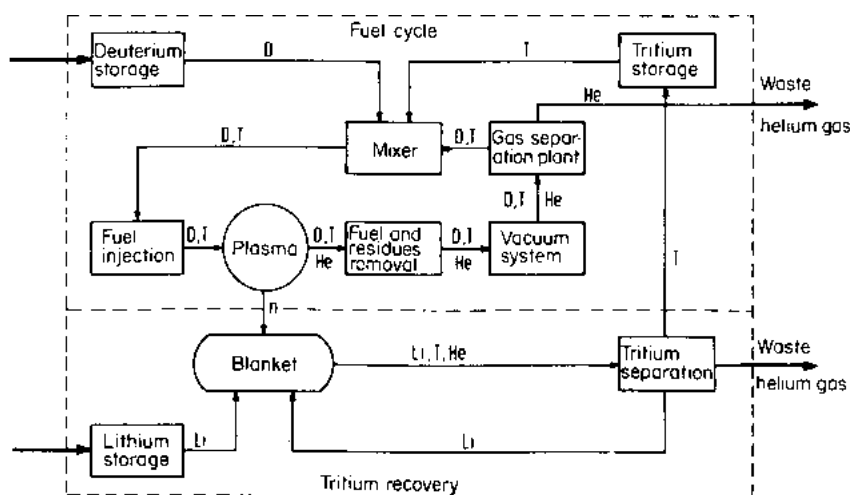 Fuel cycle
Deuterium
storage
D
T
Tritium
storage
Waste
helium gas
He
D,T
Mixer
D,T
Gas separ-
ation plant
D,T
He
Fuel
injection
D,T
Plasma
D,T
He
Fuel and
residues
removal
D,T
He
Vacuum
system
T
n
Blanket
Li,T,He
Tritium
separation
Waste
helium gas
Lithium
storage
Li
Li
Tritium recovery